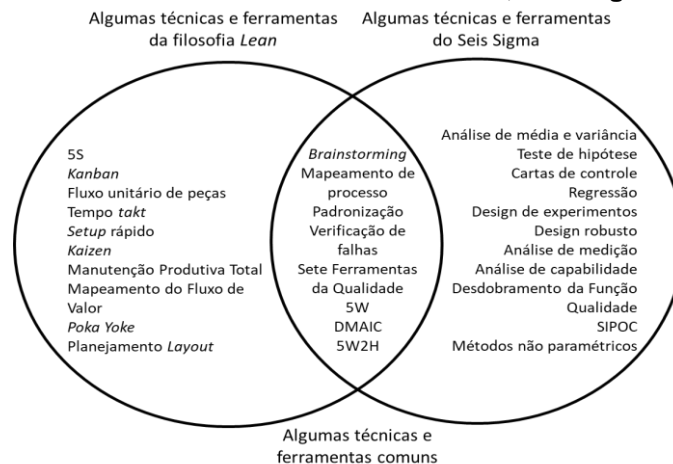 Algumas técnicas e ferramentas
da filosofia Lean
Algumas técnicas e ferramentas
do Seis Sigma
5S
Kanban
Fluxo unitário de peças
Tempo takt
Setup rápido
Kaizen
Manutenção Produtiva Total
Mapeamento do Fluxo de
Valor
Poka Yoke
Planejamento Layout
Brainstorming
Mapeamento de
processo
Padronização
Verificação de
falhas
Sete Ferramentas
da Qualidade
5W
DMAIC
5W2H
Análise de média e variância
Teste de hipótese
Cartas de controle
Regressão
Design de experimentos
Design robusto
Análise de medição
Análise de capabilidade
Desdobramento da Função
Qualidade
SIPOC
Métodos não paramétricos
Algumas técnicas e
ferramentas comuns